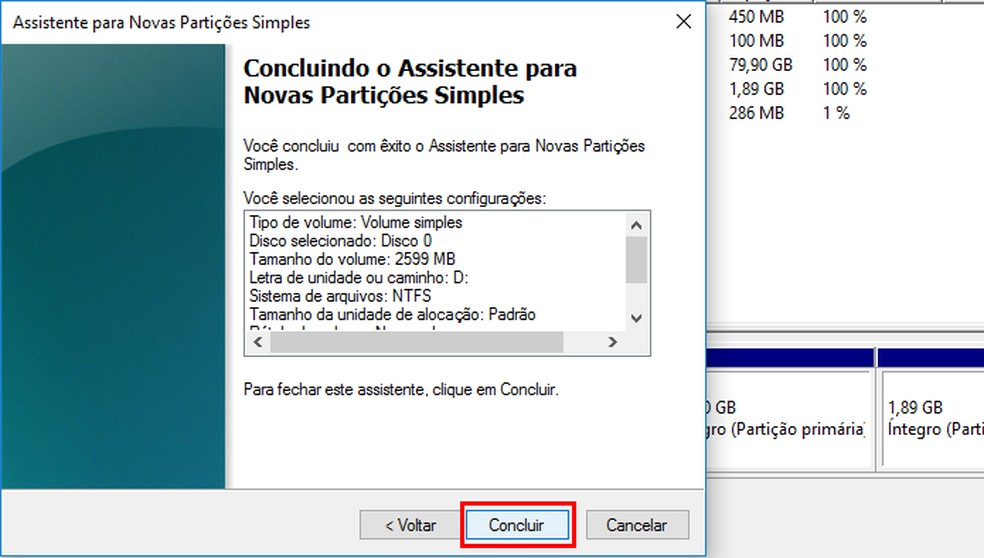 Assistente para Novas Partições Simples
450 MB 100 %
100 MB 100 %
79,90 GB 100 %
1,89 GB 100 %
286 MB 1 %
Concluindo o Assistente para
Novas Partições Simples
Você concluiu com êxito o Assistente para Novas Partições
Simples.
Você selecionou as seguintes configurações:
Tipo de volume: Volume simples
Disco selecionado: Disco 0
Tamanho do volume: 2599 MB
Letra de unidade ou caminho: D:
Sistema de arquivos: NTFS
Tamanho da unidade de alocação: Padrão
Para fechar este assistente, clique em Concluir.
0 GB
gro (Partição primária)
1,89 GB
Íntegro (Parti
< Voltar
Concluir
Cancelar